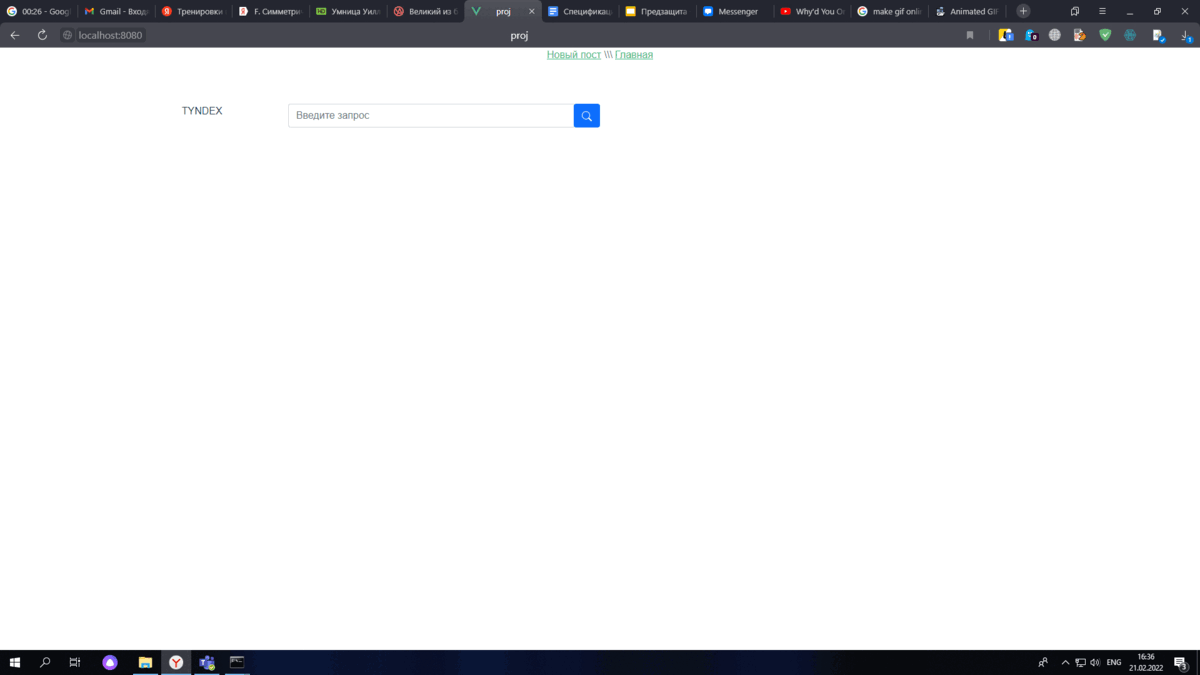 00:26 - Goog
Gmail - Вход
Тренировки
F. Симметри
Умница Уилл
Великий из б
proj
Спецификац
Предзащита
Messenger
Why'd You O
make gif onli
Animated GIF
localhost:8080
proj
Новый пост \\\ Главная
TYNDEX
Введите запрос
ENG
16:36
21.02.2022